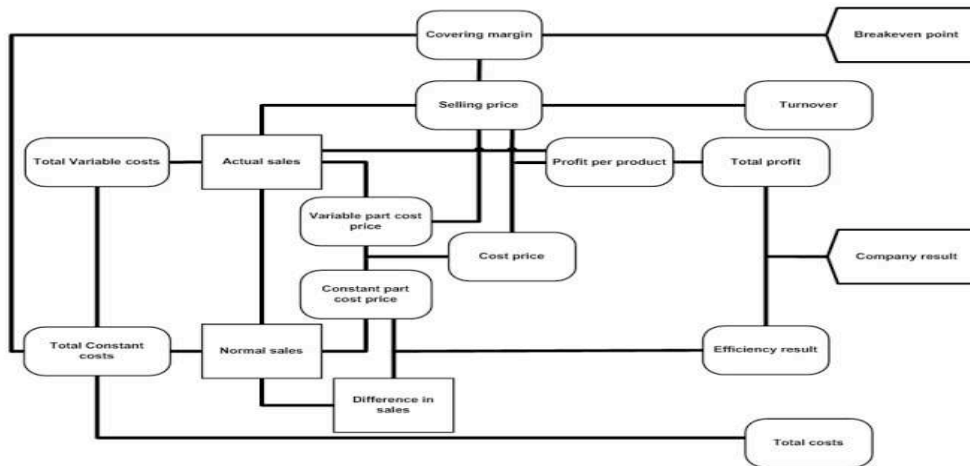 Covering margin
Breakeven point
Selling price
Turnover
Total Variable costs
Actual sales
Profit per product
Total profit
Variable part cost
price
Cost price
Company result
Constant part
cost price
Total Constant
costs
Normal sales
Efficiency result
Difference in
sales
Total costs